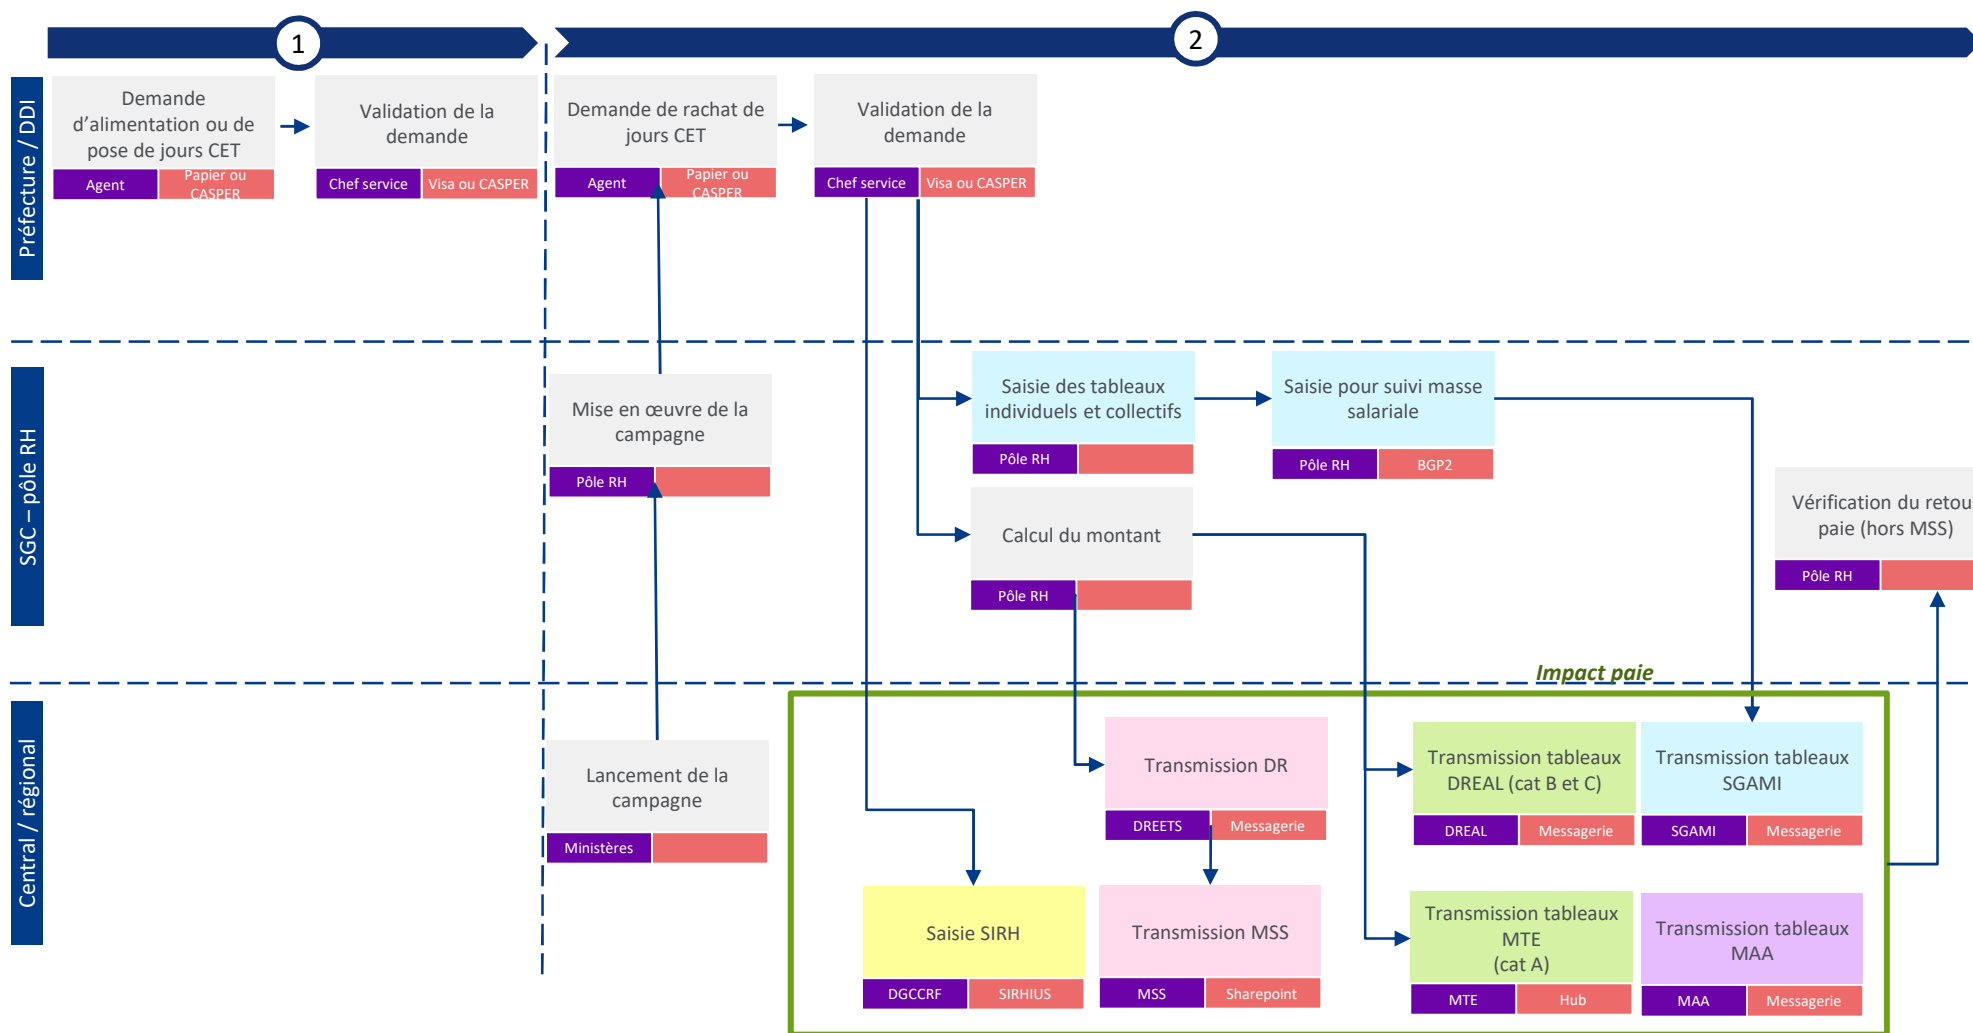 1
2
Préfecture / DDI
Demande
d’alimentation ou de
pose de jours CET
Agent
Papier ou
CASPER
Validation de la
demande
Chef service
Visa ou CASPER
Demande de rachat de
jours CET
Agent
Papier ou
CASPER
Validation de la
demande
Chef service
Visa ou CASPER
SGC – pôle RH
Mise en œuvre de la
campagne
Pôle RH
Saisie des tableaux
individuels et collectifs
Pôle RH
Saisie pour suivi masse
salariale
Pôle RH
BGP2
Calcul du montant
Pôle RH
Vérification du retou
paie (hors MSS)
Pôle RH
Impact paie
Central / régional
Lancement de la
campagne
Ministères
Transmission DR
DREETS
Messagerie
Transmission tableaux
DREAL (cat B et C)
DREAL
Messagerie
Transmission tableaux
SGAMI
SGAMI
Messagerie
Saisie SIRH
DGCCRF
SIRHIUS
Transmission MSS
MSS
Sharepoint
Transmission tableaux
MTE
(cat A)
MTE
Hub
Transmission tableaux
MAA
MAA
Messagerie